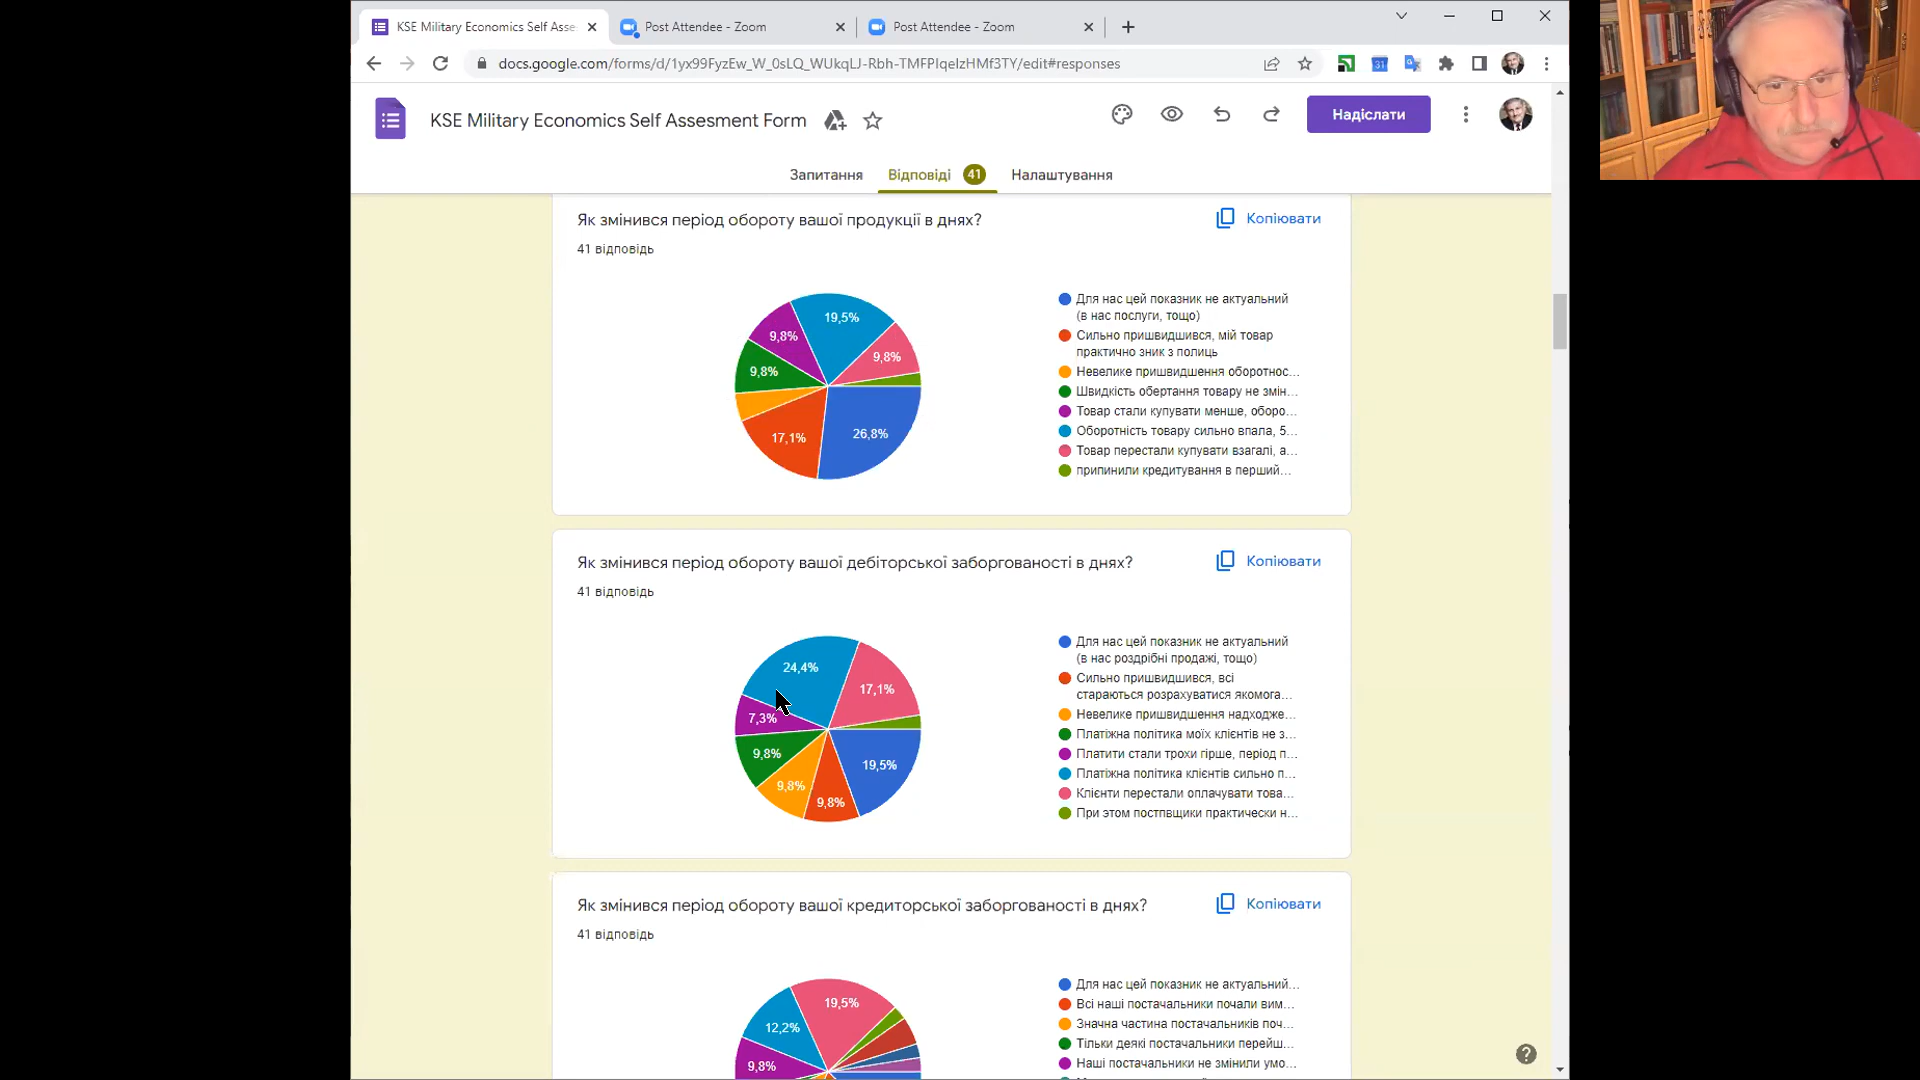 KSE Military Economics Self Asse
Post Attendee - Zoom
Post Attendee - Zoom
docs.google.com/forms/d/1yx99FyzEw_W_0sLQ_WUkqLJ-Rbh-TMFPIqelzHMf3TY/edit#responses
KSE Military Economics Self Assesment Form
Надіслати
Запитання
Відповіді 41
Налаштування
Як змінився період обороту вашої продукції в днях?
Копіювати
41 відповідь
19,5%
9,8%
9,8%
9,8%
17,1%
26,8%
Для нас цей показник не актуальний
(в нас послуги, тощо)
Сильно пришвидшився, мій товар
практично зник з полиць
Невелике пришвидшення оборотнос...
Швидкість обертання товару не змін...
Товар стали купувати менше, оборо...
Оборотність товару сильно впала, 5...
Товар перестали купувати взагалі, а...
припинили кредитування в перший...
Як змінився період обороту вашої дебіторської заборгованості в днях?
Копіювати
41 відповідь
24,4%
17,1%
7,3%
9,8%
19,5%
9,8%
9,8%
Для нас цей показник не актуальний
(в нас роздрібні продажі, тощо)
Сильно пришвидшився, всі
стараються розрахуватися якомога...
Невелике пришвидшення надходже...
Платіжна політика моїх клієнтів не з...
Платити стали трохи гірше, період п...
Платіжна політика клієнтів сильно п...
Клієнти перестали оплачувати това...
При этом постпвщики практически н...
Як змінився період обороту вашої кредиторської заборгованості в днях?
Копіювати
41 відповідь
19,5%
12,2%
9,8%
Для нас цей показник не актуальний...
Всі наші постачальники почали вим...
Значна частина постачальників поч...
Тільки деякі постачальники перейш...
Наші постачальники не змінили умо...